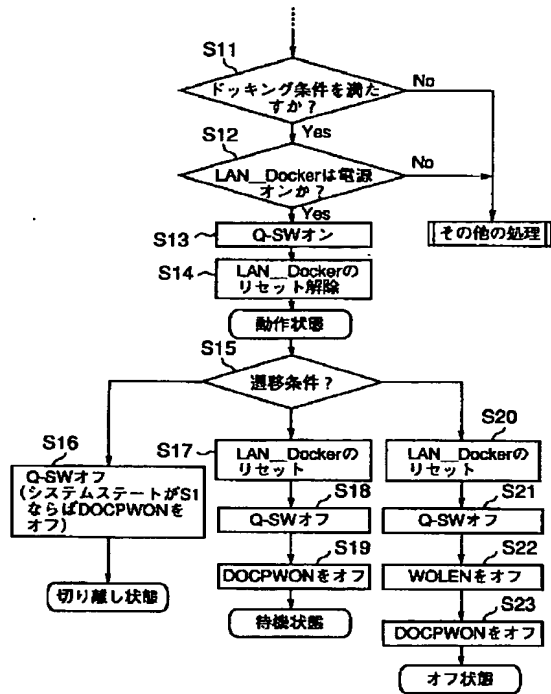 S11
ドッキング条件を満た
すか？
No
Yes
S12
LAN__Dockerは電源
オンか？
No
Yes
S13
Q-SWオン
その他の処理
S14
LAN__Dockerの
リセット解除
動作状態
S15
遷移条件？
S16
Q-SWオフ
(システムステートがS1
ならばDOCPWONを
オフ)
切り離し状態
S17
LAN__Dockerの
リセット
S18
Q-SWオフ
S19
DOCPWONをオフ
待機状態
S20
LAN__Dockerの
リセット
S21
Q-SWオフ
S22
WOLENをオフ
S23
DOCPWONをオフ
オフ状態